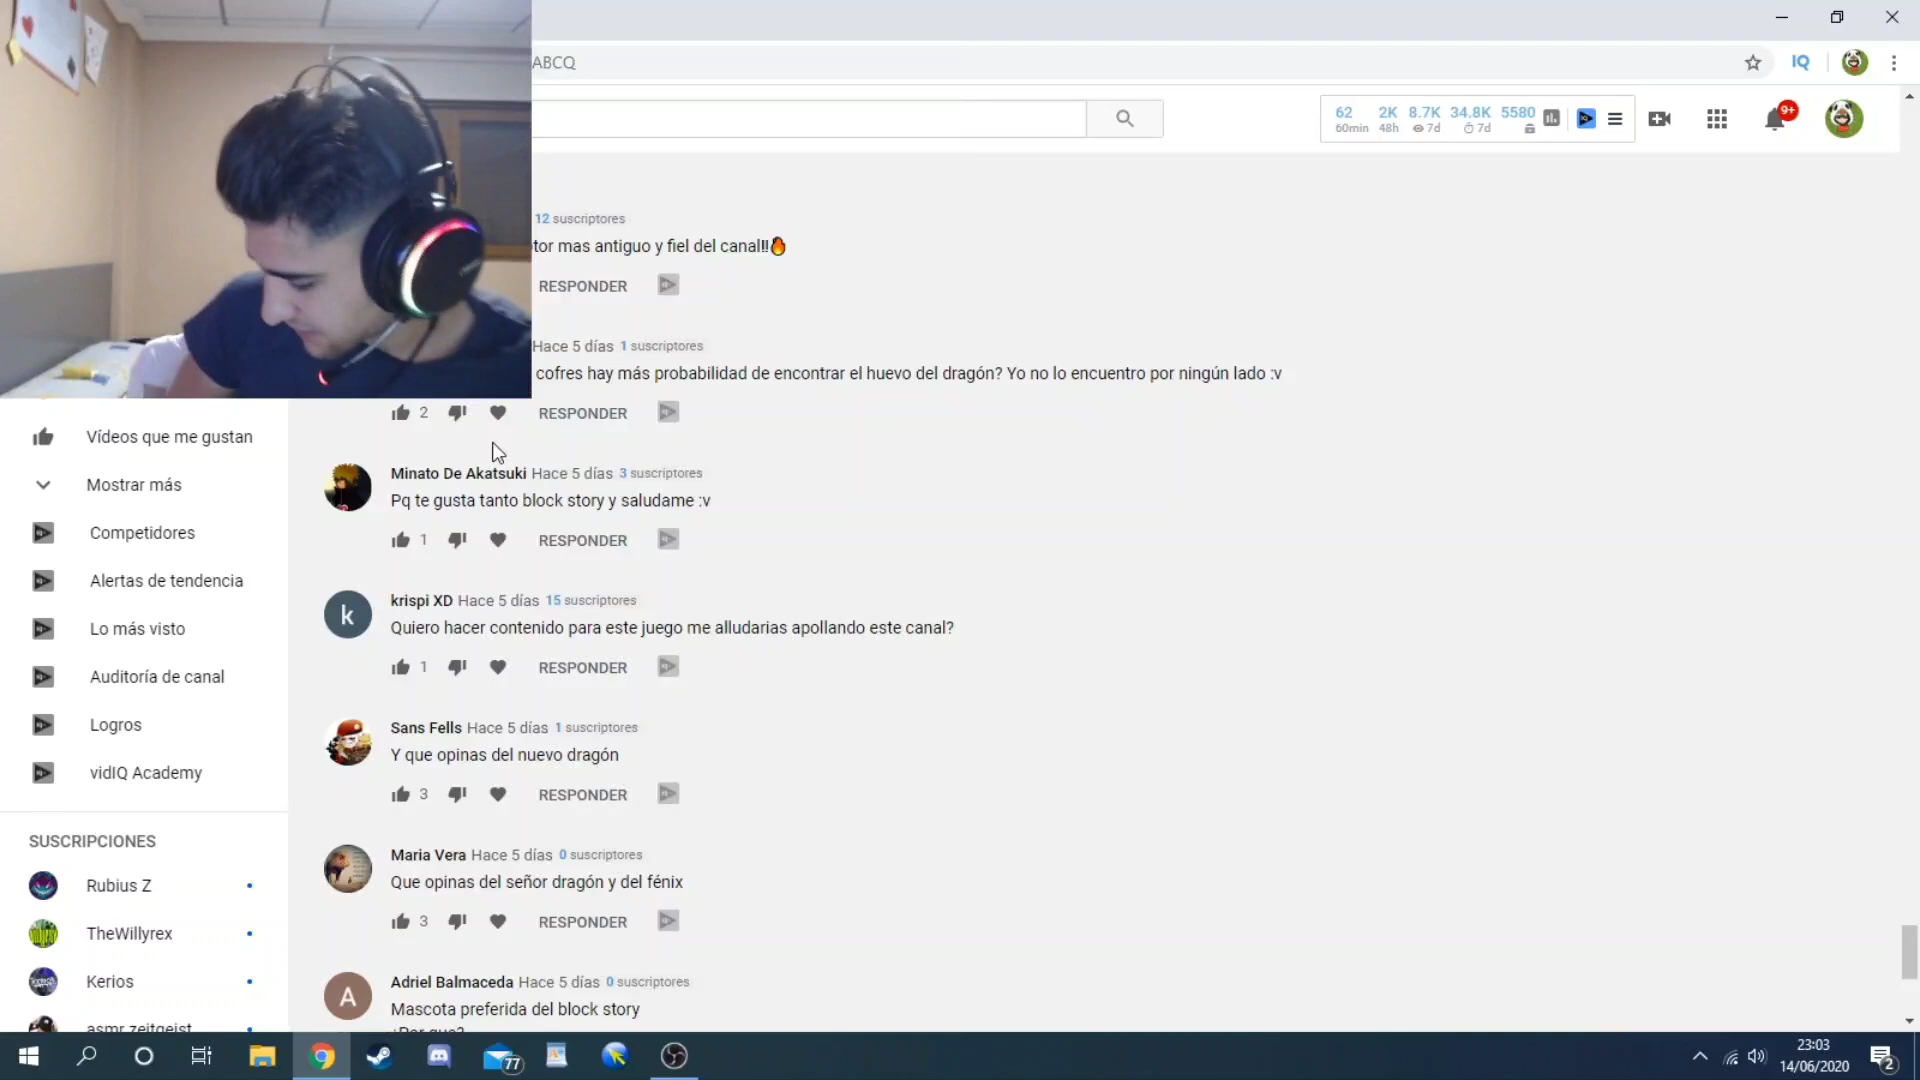 ABCQ
IQ
62 2K 8.7K 34.8K 5580
60min 48h 7d 7d
9+
12 suscriptores
mas antiguo y fiel del canal!!🔥
RESPONDER
Hace 5 días 1 suscriptores
cofres hay más probabilidad de encontrar el huevo del dragón? Yo no lo encuentro por ningún lado :v
2 RESPONDER
Minato De Akatsuki Hace 5 días 3 suscriptores
Pq te gusta tanto block story y saludame :v
1 RESPONDER
krispi XD Hace 5 días 15 suscriptores
k
Quiero hacer contenido para este juego me alludarias apollando este canal?
1 RESPONDER
Sans Fells Hace 5 días 1 suscriptores
Y que opinas del nuevo dragón
3 RESPONDER
Maria Vera Hace 5 días 0 suscriptores
Que opinas del señor dragón y del fénix
3 RESPONDER
Adriel Balmaceda Hace 5 días 0 suscriptores
A
Mascota preferida del block story
¿Por que?
Vídeos que me gustan
Mostrar más
Competidores
Alertas de tendencia
Lo más visto
Auditoría de canal
Logros
vidIQ Academy
SUSCRIPCIONES
Rubius Z
TheWillyrex
Kerios
asmr zeitgeist
77
23:03
14/06/2020
2